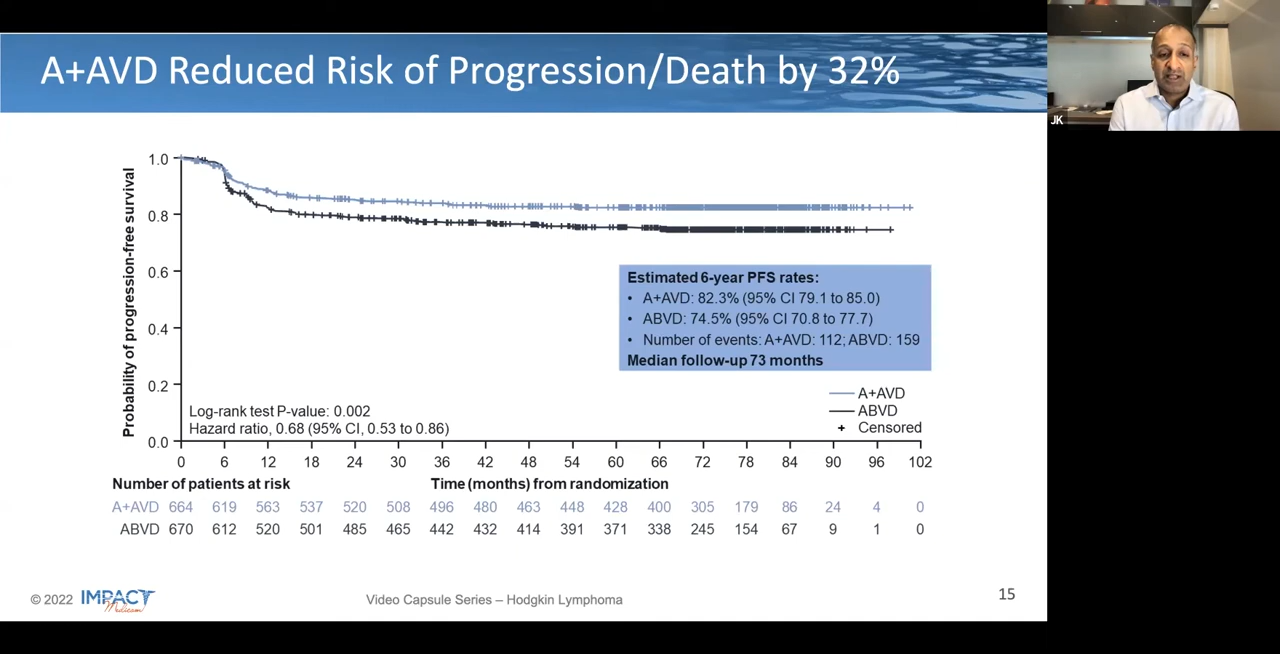 A+AVD Reduced Risk of Progression/Death by 32%
JK
Probability of progression-free survival
1.0
0.8
0.6
0.4
0.2
0.0
Estimated 6-year PFS rates:
• A+AVD: 82.3% (95% CI 79.1 to 85.0)
• ABVD: 74.5% (95% CI 70.8 to 77.7)
• Number of events: A+AVD: 112; ABVD: 159
Median follow-up 73 months
A+AVD
ABVD
+ Censored
Log-rank test P-value: 0.002
Hazard ratio, 0.68 (95% CI, 0.53 to 0.86)
0 6 12 18 24 30 36 42 48 54 60 66 72 78 84 90 96 102
Number of patients at risk Time (months) from randomization
A+AVD 664 619 563 537 520 508 496 480 463 448 428 400 305 179 86 24 4 0
ABVD 670 612 520 501 485 465 442 432 414 391 371 338 245 154 67 9 1 0
© 2022 IMPACT
Medicom
Video Capsule Series – Hodgkin Lymphoma
15